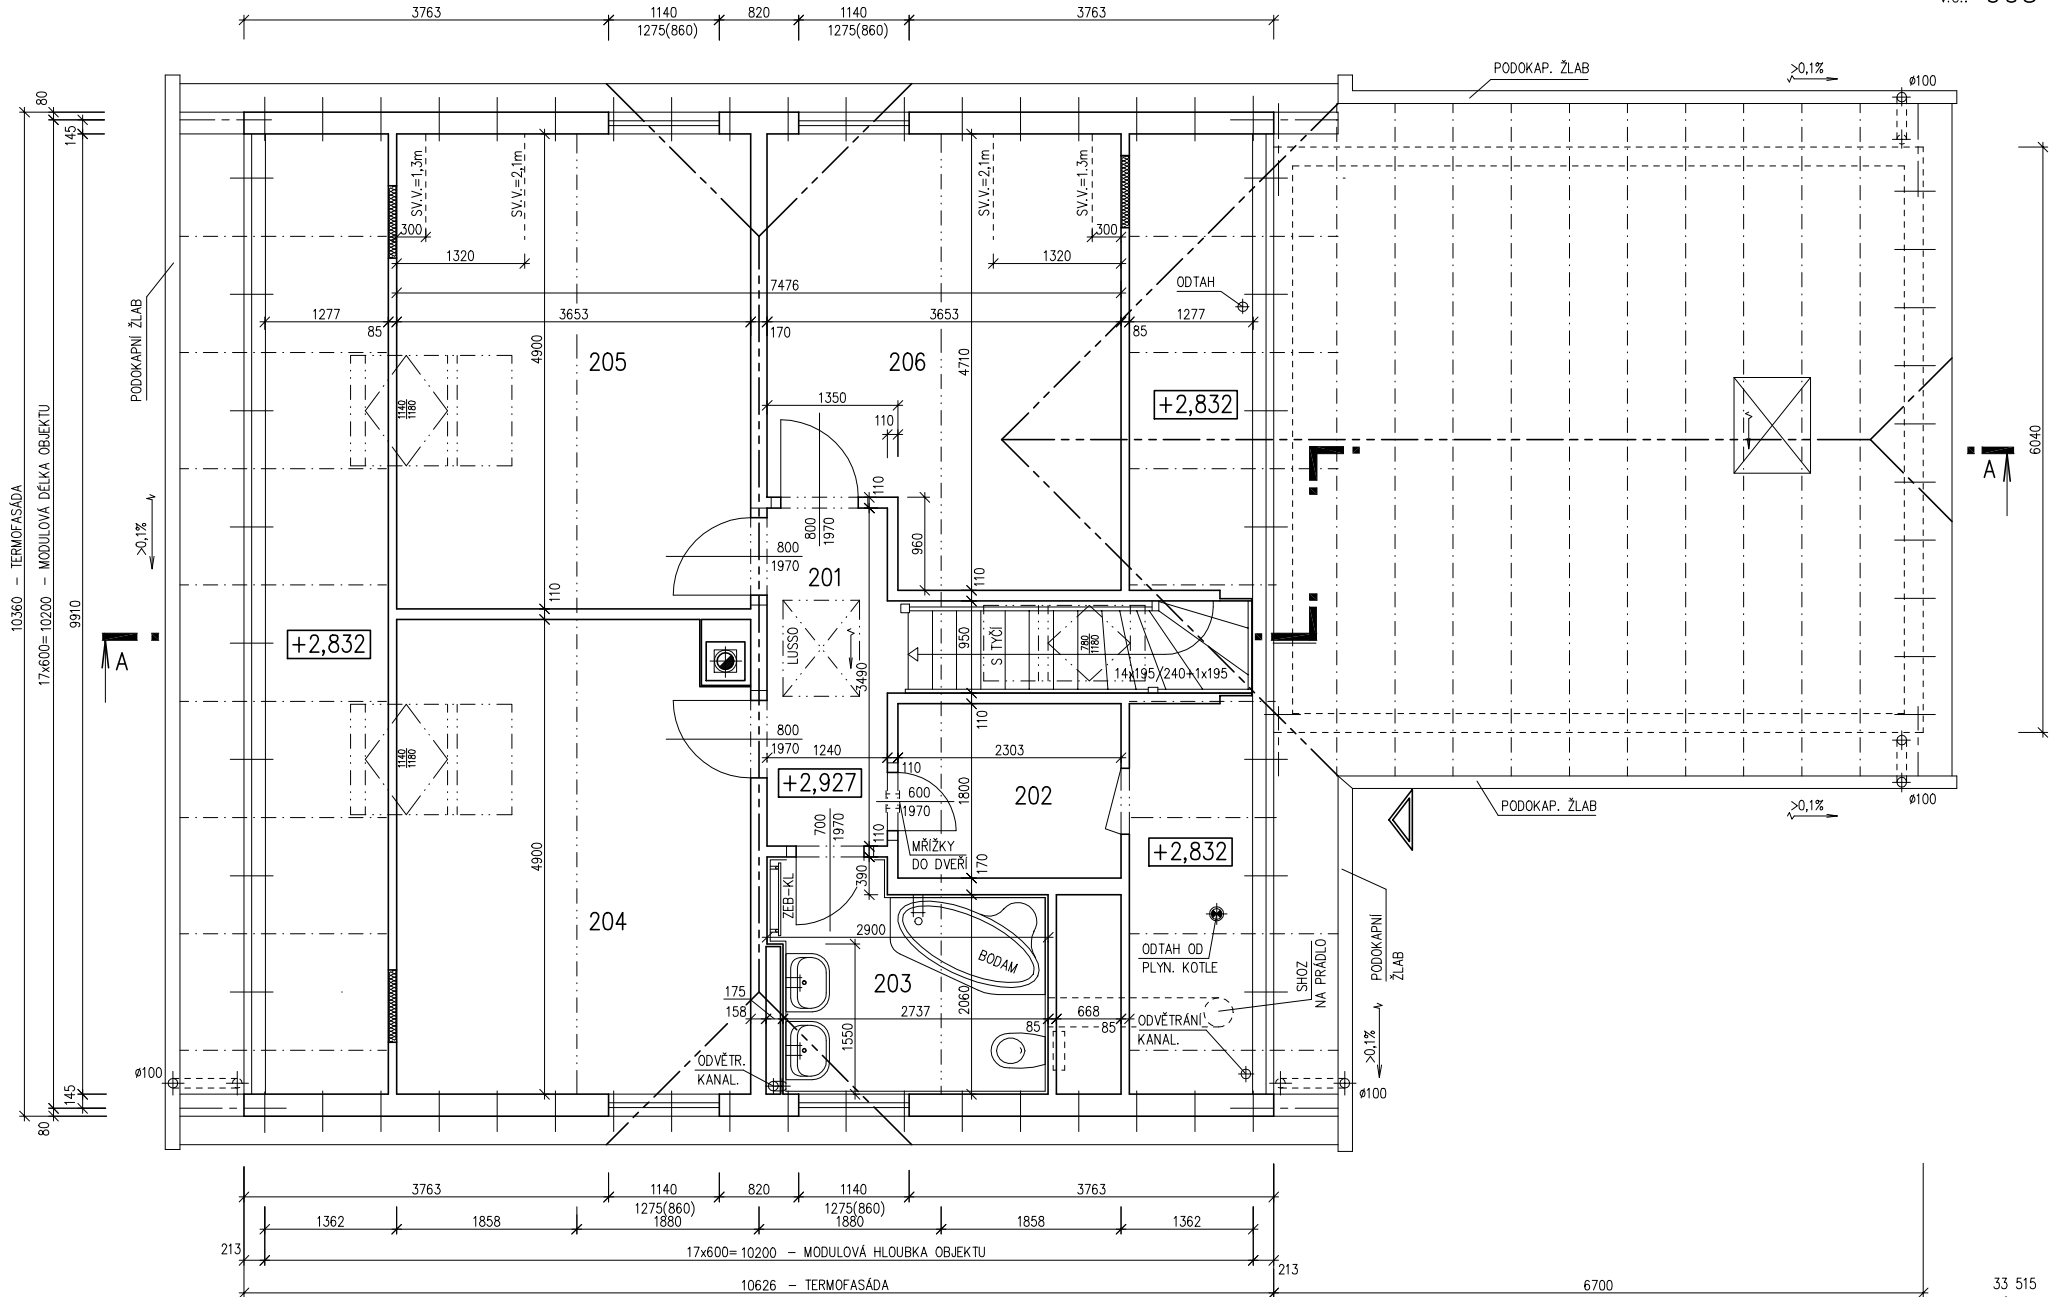 3763
1140
820
1140
3763
1275(860)
1275(860)
PODOKAP. ŽLAB
>0,1%
ø100
80
145
SV.V.=1,3m
SV.V.=2,1m
SV.V.=2,1m
SV.V.=1.3m
300
300
1320
1320
ODTAH
7476
PODOKAPNÍ ŽLAB
1277
3653
3653
1277
85
170
85
4900
4710
205
206
1140
1180
+2,832
1350
110
6040
A
110
10360 - TERMOFASÁDA
17x600=10200 - MODULOVÁ DÉLKA OBJEKTU
9910
>0,1%
800
1970
960
800
1970
201
110
110
LUSSO
3490
950
S TYČÍ
780
1180
14x195/240+1x195
+2,832
A
110
1140
1180
800
1970
1240
2303
110
+2,927
600
1970
1800
202
700
1970
110
MŘÍŽKY
DO DVEŘÍ
390
170
+2,832
PODOKAP. ŽLAB
>0,1%
ø100
4900
204
ZEB-KL
2900
BODAM
203
ODTAH OD
PLYN. KOTLE
SHOZ
NA PRÁDLO
PODOKAPNÍ
ŽLAB
175
158
2737
2060
1550
85
668
85
ODVĚTRÁNÍ
KANAL.
ODVĚTR.
KANAL.
>0,1%
ø100
ø100
145
80
3763
1140
820
1140
3763
1275(860)
1275(860)
1362
1858
1880
1880
1858
1362
213
17x600=10200 - MODULOVÁ HLOUBKA OBJEKTU
213
10626 - TERMOFASÁDA
6700
33 515